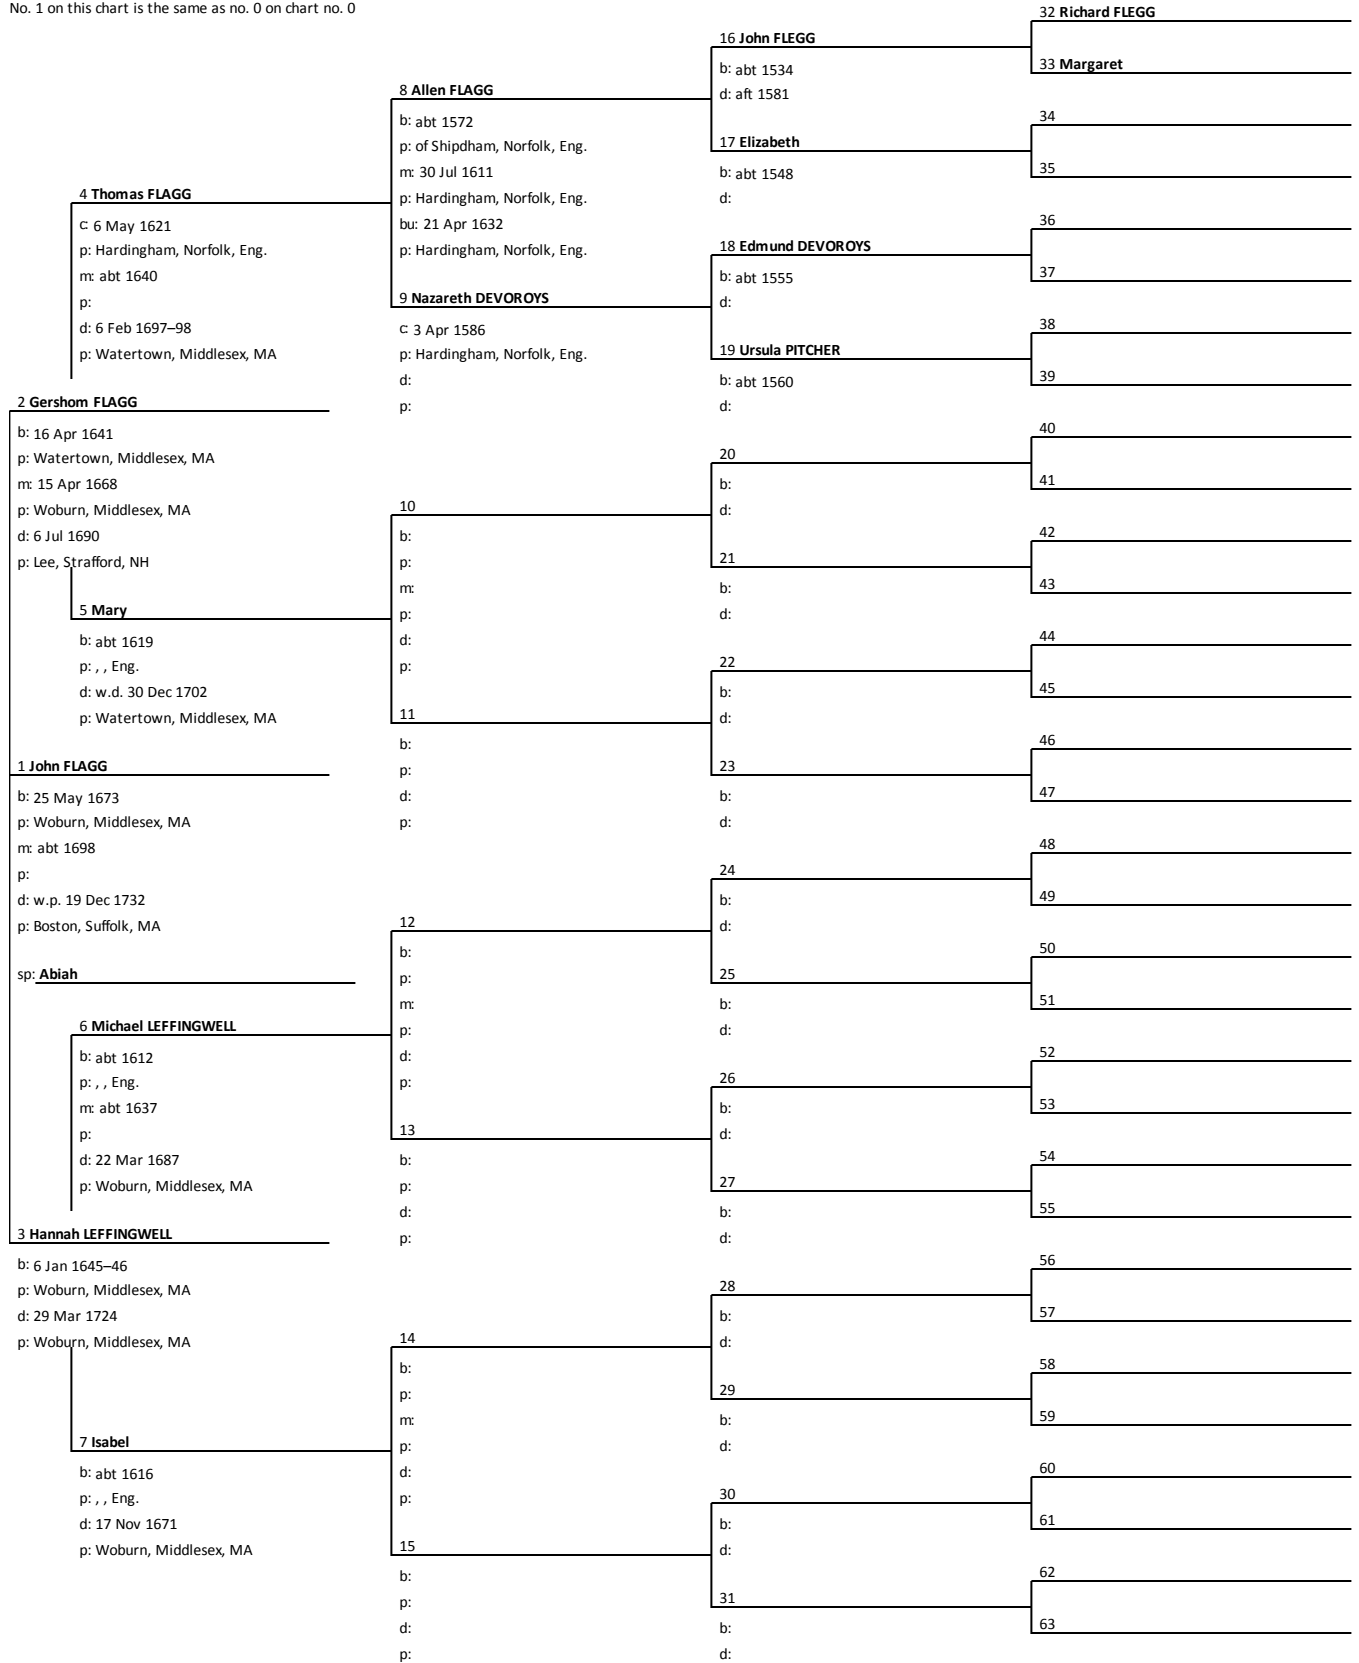 No. 1 on this chart is the same as no. 0 on chart no. 0
4 Thomas FLAGG
c: 6 May 1621
p: Hardingham, Norfolk, Eng.
m: abt 1640
p:
d: 6 Feb 1697–98
p: Watertown, Middlesex, MA
2 Gershom FLAGG
b: 16 Apr 1641
p: Watertown, Middlesex, MA
m: 15 Apr 1668
p: Woburn, Middlesex, MA
d: 6 Jul 1690
p: Lee, Strafford, NH
5 Mary
b: abt 1619
p: , , Eng.
d: w.d. 30 Dec 1702
p: Watertown, Middlesex, MA
1 John FLAGG
b: 25 May 1673
p: Woburn, Middlesex, MA
m: abt 1698
p:
d: w.p. 19 Dec 1732
p: Boston, Suffolk, MA
sp: Abiah
6 Michael LEFFINGWELL
b: abt 1612
p: , , Eng.
m: abt 1637
p:
d: 22 Mar 1687
p: Woburn, Middlesex, MA
3 Hannah LEFFINGWELL
b: 6 Jan 1645–46
p: Woburn, Middlesex, MA
d: 29 Mar 1724
p: Woburn, Middlesex, MA
7 Isabel
b: abt 1616
p: , , Eng.
d: 17 Nov 1671
p: Woburn, Middlesex, MA
8 Allen FLAGG
b: abt 1572
p: of Shipdham, Norfolk, Eng.
m: 30 Jul 1611
p: Hardingham, Norfolk, Eng.
bu: 21 Apr 1632
p: Hardingham, Norfolk, Eng.
9 Nazareth DEVOROYS
c: 3 Apr 1586
p: Hardingham, Norfolk, Eng.
d:
p:
10
b:
p:
m:
p:
d:
p:
11
b:
p:
d:
p:
12
b:
p:
m:
p:
d:
p:
13
b:
p:
d:
p:
14
b:
p:
m:
p:
d:
p:
15
b:
p:
d:
p:
16 John FLEGG
b: abt 1534
d: aft 1581
17 Elizabeth
b: abt 1548
d:
18 Edmund DEVOROYS
b: abt 1555
d:
19 Ursula PITCHER
b: abt 1560
d:
20
b:
d:
21
b:
d:
22
b:
d:
23
b:
d:
24
b:
d:
25
b:
d:
26
b:
d:
27
b:
d:
28
b:
d:
29
b:
d:
30
b:
d:
31
b:
d:
32 Richard FLEGG
33 Margaret
34
35
36
37
38
39
40
41
42
43
44
45
46
47
48
49
50
51
52
53
54
55
56
57
58
59
60
61
62
63